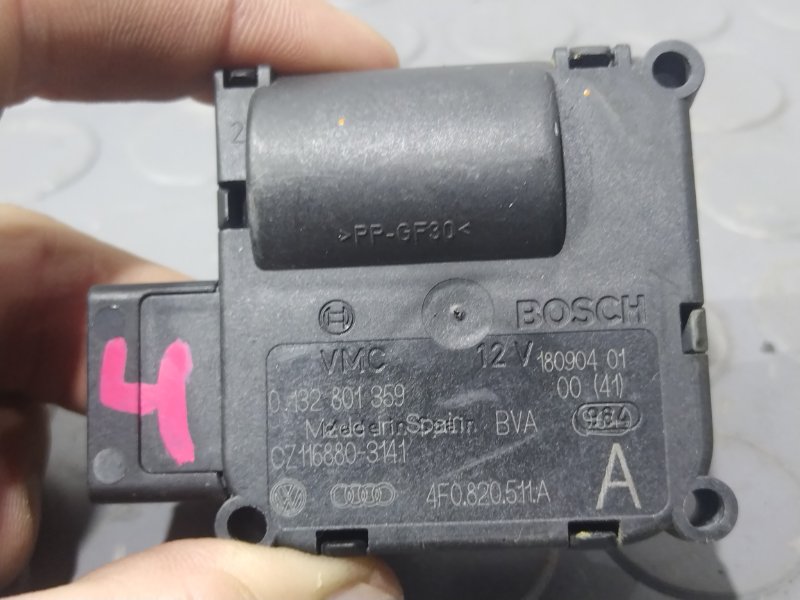 2
>PP-GF30<
BOSCH
VMC 12 V 180904 01
0 132 801 359 00 (41)
Made in Spain BVA
CZ116880-3141 A
4F0.820.511.A
4